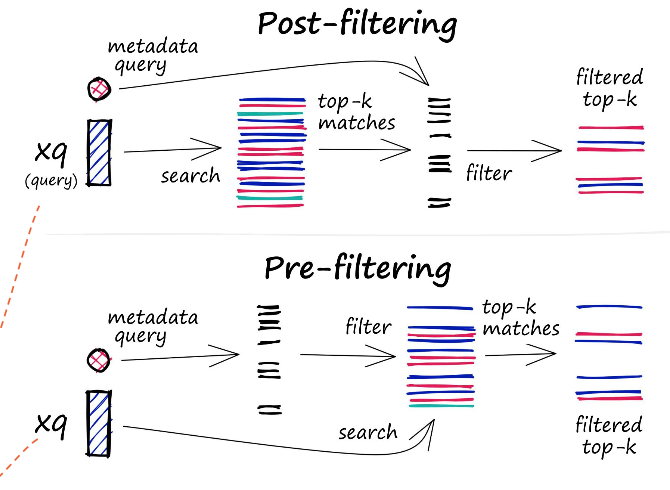 Post-filtering
metadata
query
xq
(query)
search
top-k
matches
filter
filtered
top-k
Pre-filtering
metadata
query
xq
filter
search
top-k
matches
filtered
top-k